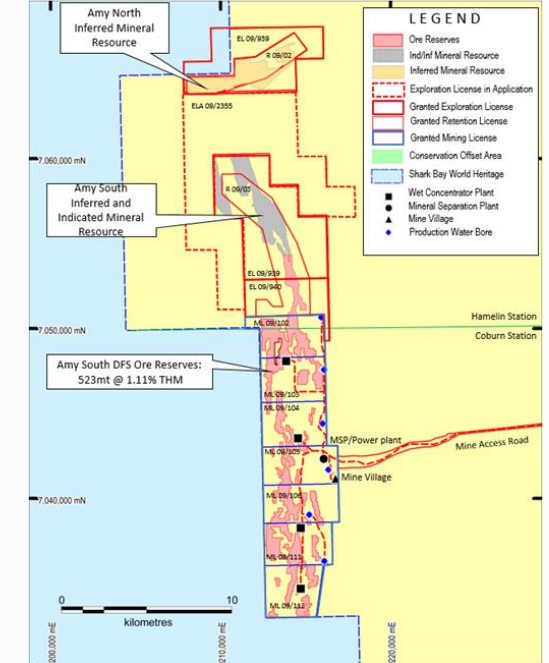 Amy North
Inferred Mineral
Resource
EL 09/939
R 09/02
ELA 09/2355
LEGEND
Ore Reserves
Ind/Inf Mineral Resource
Inferred Mineral Resource
Exploration License in Application
Granted Exploration License
Granted Retention License
Granted Mining License
Conservation Offset Area
Shark Bay World Heritage
Wet Concentrator Plant
Mineral Separation Plant
Mine Village
Production Water Bore
7,060,000 mN
Amy South
Inferred and
Indicated Mineral
Resource
R 09/03
EL 09/939
EL 09/940
ML 09/102
Hamelin Station
7,050,000 mN
Coburn Station
Amy South DFS Ore Reserves:
523mt @ 1.11% THM
ML 09/103
ML 09/104
ML 09/105
MSP/Power plant
Mine Access Road
Mine Village
ML 09/106
7,040,000 mN
ML 09/111
ML 09/112
0
10
kilometres
200,000 mE
210,000 mE
220,000 mE